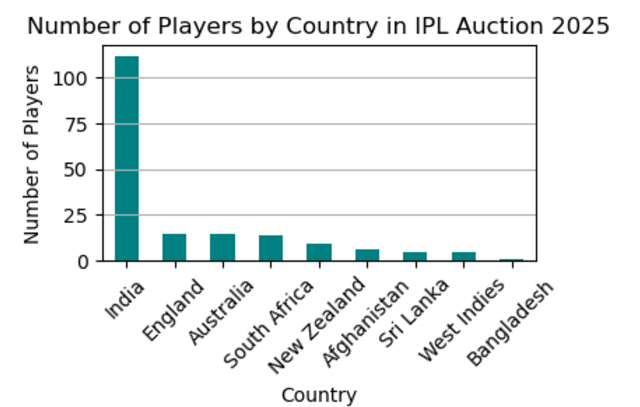 Number of Players by Country in IPL Auction 2025
Number of Players
100
75
50
25
0
India
England
Australia
South Africa
New Zealand
Afghanistan
Sri Lanka
West Indies
Bangladesh
Country